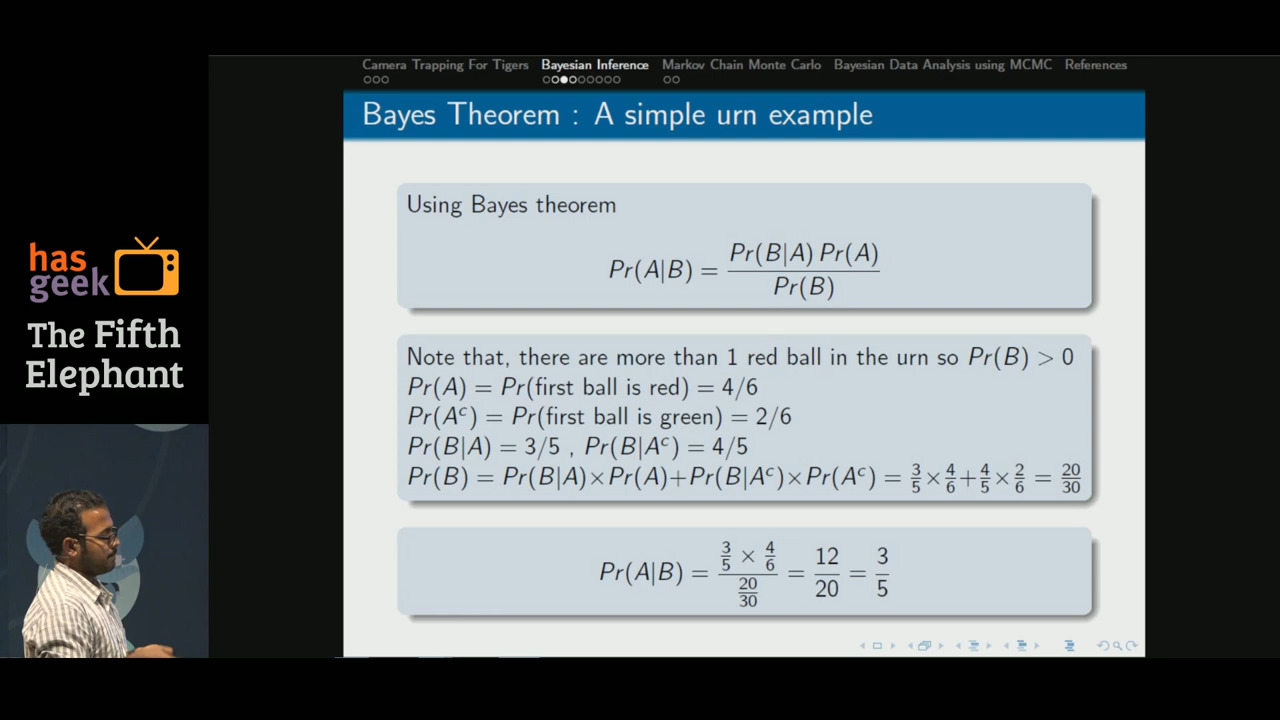 Camera Trapping For Tigers Bayesian Inference Markov Chain Monte Carlo Bayesian Data Analysis using MCMC References
Bayes Theorem : A simple urn example
Using Bayes theorem
Pr(A|B) = Pr(B|A) Pr(A) / Pr(B)
Note that, there are more than 1 red ball in the urn so Pr(B) > 0
Pr(A) = Pr(first ball is red) = 4/6
Pr(Aᶜ) = Pr(first ball is green) = 2/6
Pr(B|A) = 3/5 , Pr(B|Aᶜ) = 4/5
Pr(B) = Pr(B|A)×Pr(A)+Pr(B|Aᶜ)×Pr(Aᶜ) = 3/5×4/6+4/5×2/6 = 20/30
Pr(A|B) = (3/5 × 4/6) / (20/30) = 12/20 = 3/5
has
geek
The Fifth
Elephant